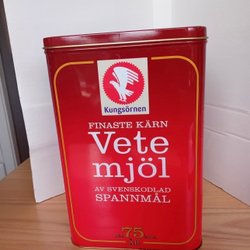 Kungsörnen
FINASTE KÄRN
Vete
mjöl
AV SVENSKODLAD
SPANNMÅL
75